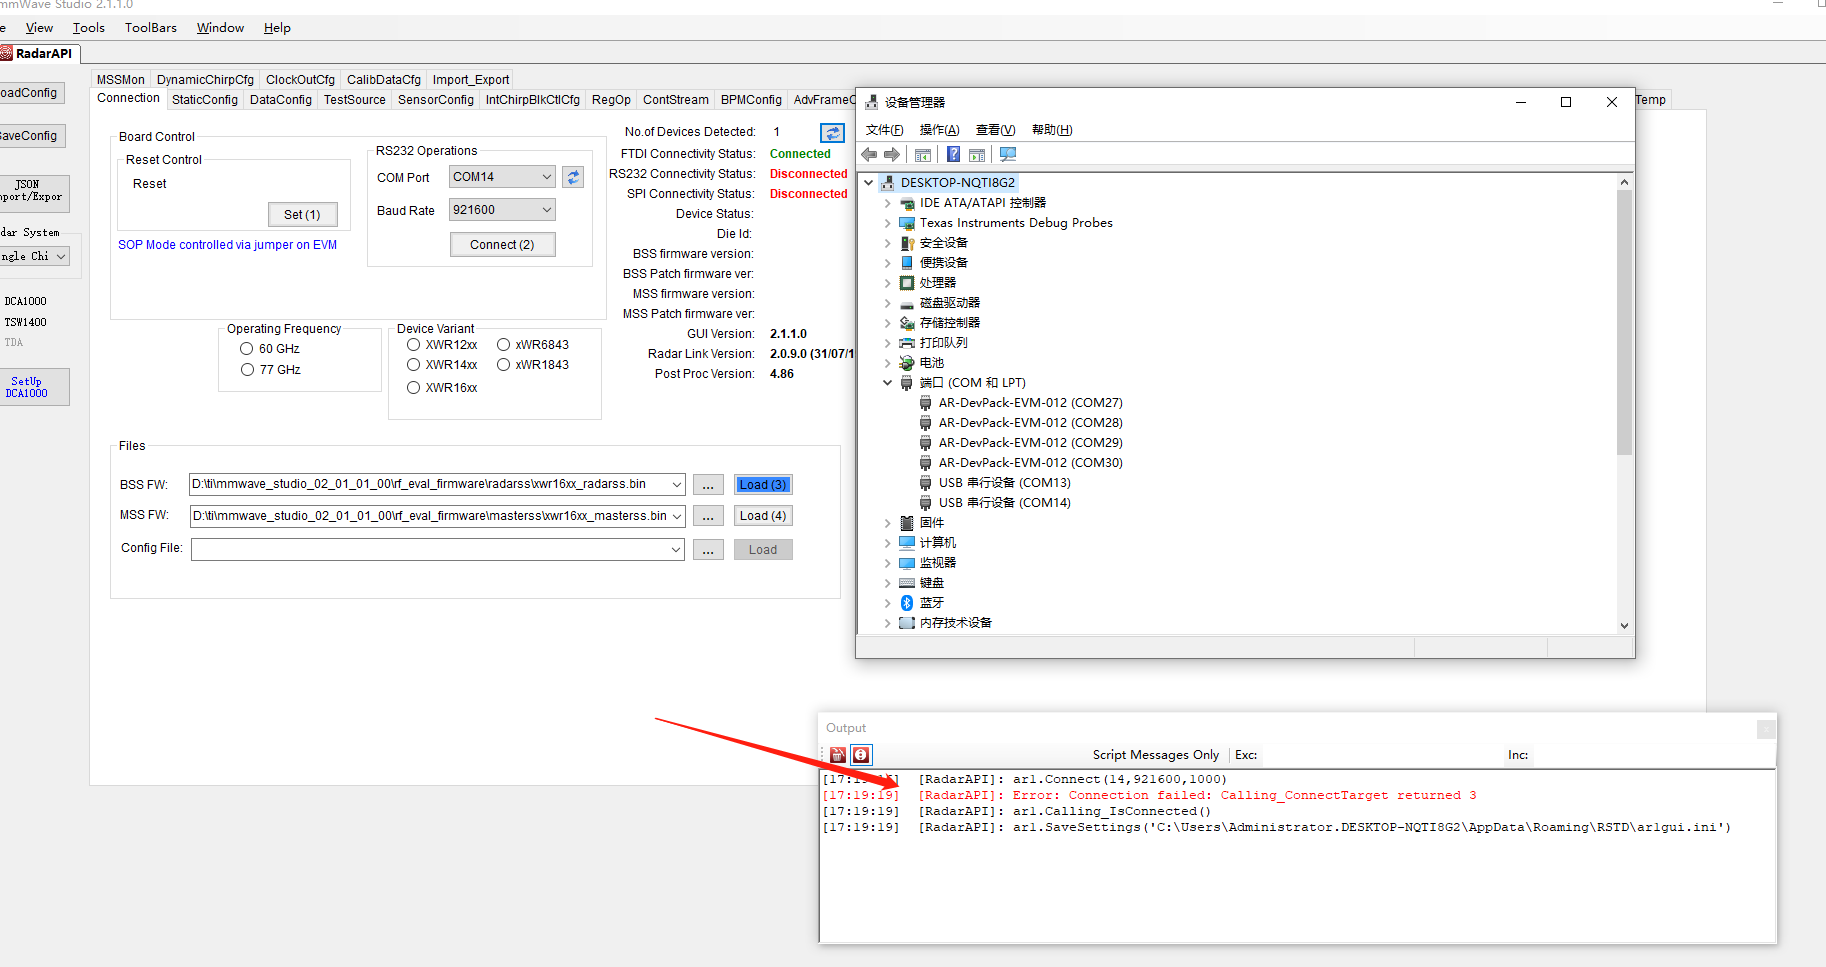 mmWave Studio 2.1.1.0
e View Tools ToolBars Window Help
RadarAPI
MSSMon DynamicChirpCfg ClockOutCfg CalibDataCfg Import_Export
Connection StaticConfig DataConfig TestSource SensorConfig IntChirpBlkCtlCfg RegOp ContStream BPMConfig AdvFrameC Temp
oadConfig
SaveConfig
JSON
mport/Expor
dar System
ngle Chi
DCA1000
TSW1400
TDA
SetUp
DCA1000
Board Control
Reset Control
Reset
Set (1)
SOP Mode controlled via jumper on EVM
RS232 Operations
COM Port COM14
Baud Rate 921600
Connect (2)
Operating Frequency
60 GHz
77 GHz
Device Variant
XWR12xx xWR6843
XWR14xx xWR1843
XWR16xx
No.of Devices Detected: 1
FTDI Connectivity Status: Connected
RS232 Connectivity Status: Disconnected
SPI Connectivity Status: Disconnected
Device Status:
Die Id:
BSS firmware version:
BSS Patch firmware ver:
MSS firmware version:
MSS Patch firmware ver:
GUI Version: 2.1.1.0
Radar Link Version: 2.0.9.0 (31/07/1
Post Proc Version: 4.86
Files
BSS FW: D:\ti\mmwave_studio_02_01_01_00\rf_eval_firmware\radarss\xwr16xx_radarss.bin ... Load (3)
MSS FW: D:\ti\mmwave_studio_02_01_01_00\rf_eval_firmware\masterss\xwr16xx_masterss.bin ... Load (4)
Config File: ... Load
设备管理器
文件(F) 操作(A) 查看(V) 帮助(H)
DESKTOP-NQTI8G2
IDE ATA/ATAPI 控制器
Texas Instruments Debug Probes
安全设备
便携设备
处理器
磁盘驱动器
存储控制器
打印队列
电池
端口 (COM 和 LPT)
AR-DevPack-EVM-012 (COM27)
AR-DevPack-EVM-012 (COM28)
AR-DevPack-EVM-012 (COM29)
AR-DevPack-EVM-012 (COM30)
USB 串行设备 (COM13)
USB 串行设备 (COM14)
固件
计算机
监视器
键盘
蓝牙
内存技术设备
Output
Script Messages Only Exc: Inc:
[RadarAPI]: ar1.Connect(14,921600,1000)
[17:19:19] [RadarAPI]: Error: Connection failed: Calling_ConnectTarget returned 3
[17:19:19] [RadarAPI]: ar1.Calling_IsConnected()
[17:19:19] [RadarAPI]: ar1.SaveSettings('C:\Users\Administrator.DESKTOP-NQTI8G2\AppData\Roaming\RSTD\ar1gui.ini')